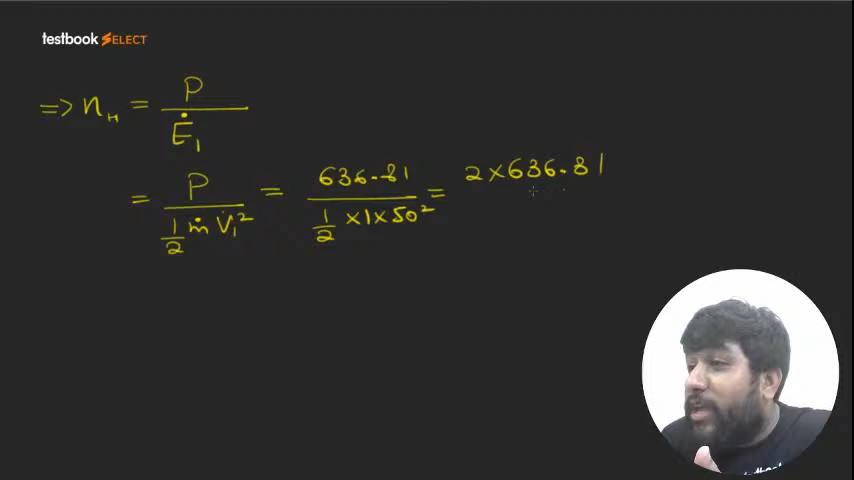 testbook SELECT
=> η_H = P / Ė₁
= P / (1/2 ṁ V₁²) = 636.81 / (1/2 × 1 × 50²) = 2 × 636.81